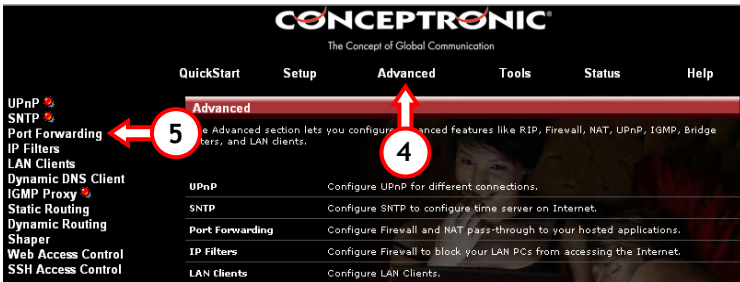 CONCEPTRONIC®
The Concept of Global Communication
QuickStart Setup Advanced Tools Status Help
UPnP
SNTP
Port Forwarding
IP Filters
LAN Clients
Dynamic DNS Client
IGMP Proxy
Static Routing
Dynamic Routing
Shaper
Web Access Control
SSH Access Control
5
4
Advanced
Advanced section lets you configure advanced features like RIP, Firewall, NAT, UPnP, IGMP, Bridge
and LAN clients.
UPnP Configure UPnP for different connections.
SNTP Configure SNTP to configure time server on Internet.
Port Forwarding Configure Firewall and NAT pass-through to your hosted applications.
IP Filters Configure Firewall to block your LAN PCs from accessing the Internet.
LAN Clients Configure LAN Clients.